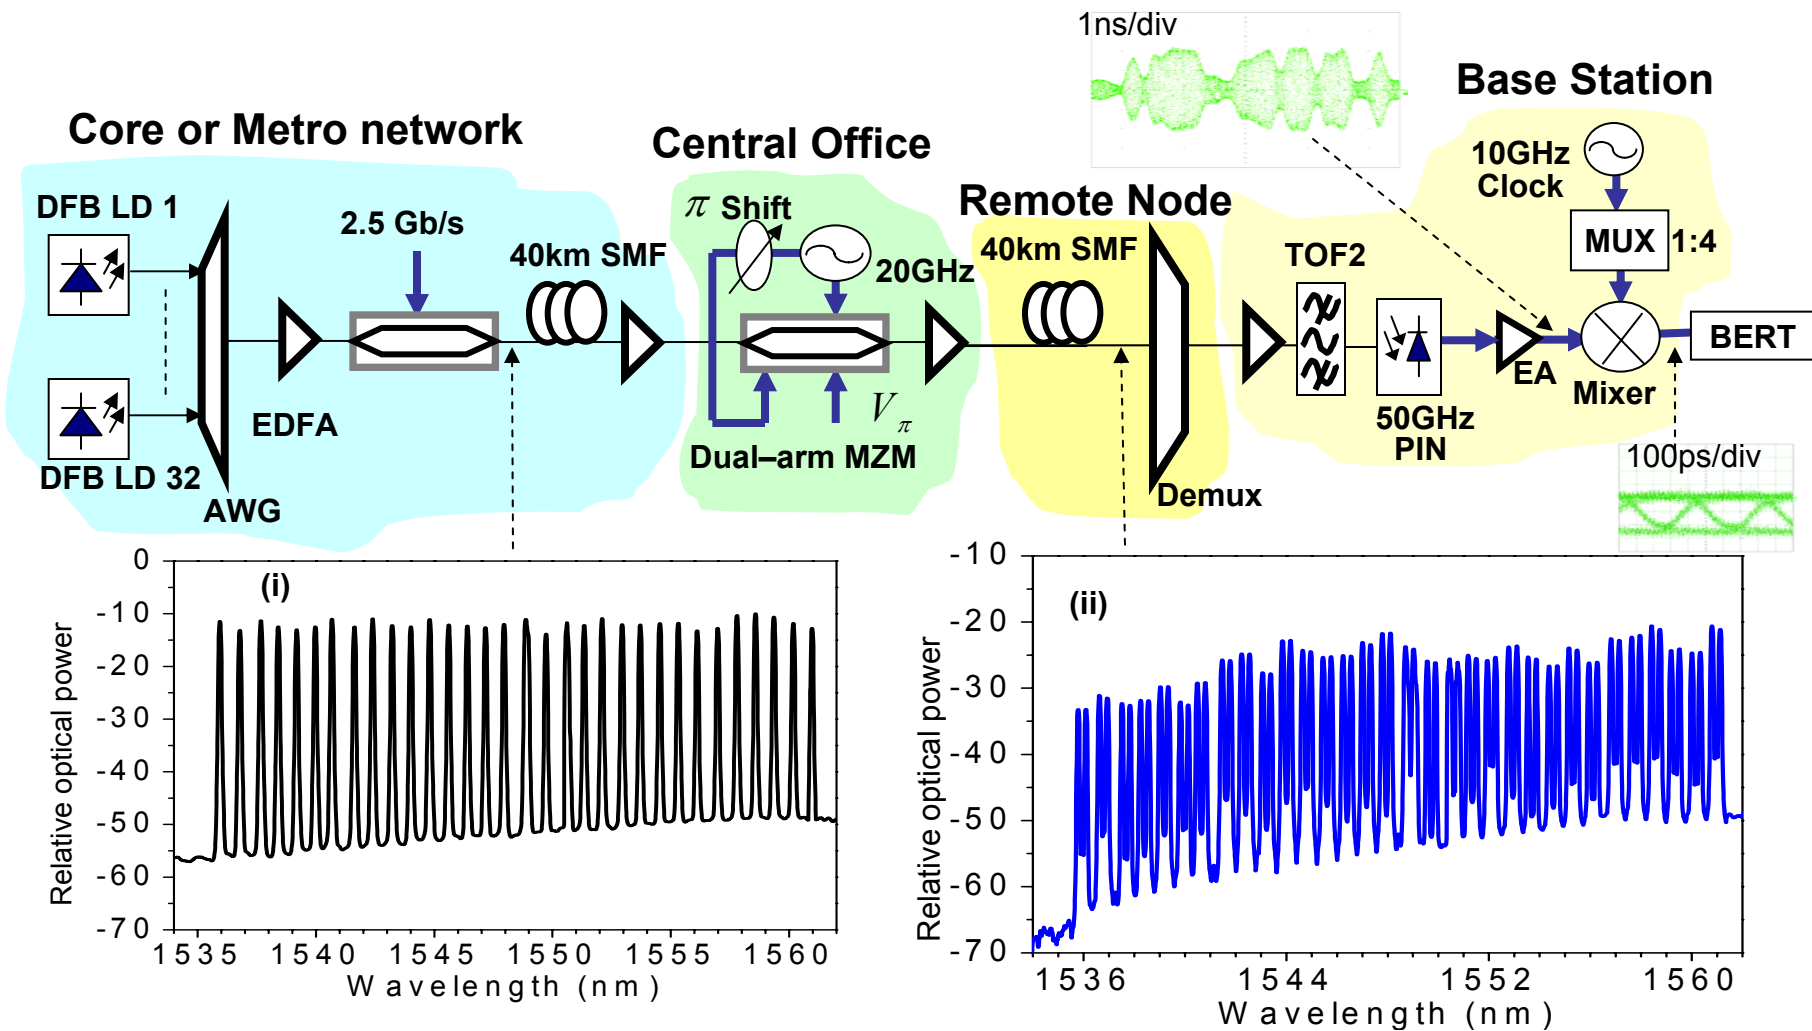 1ns/div
Base Station
Core or Metro network
Central Office
Remote Node
10GHz
Clock
DFB LD 1
2.5 Gb/s
π Shift
40km SMF
20GHz
40km SMF
TOF2
MUX 1:4
BERT
EDFA
Vπ
EA
Mixer
50GHz
PIN
DFB LD 32
AWG
Dual–arm MZM
Demux
100ps/div
(i)
0
-10
-20
-30
-40
-50
-60
-70
Relative optical power
1535 1540 1545 1550 1555 1560
Wavelength (nm)
(ii)
-10
-20
-30
-40
-50
-60
-70
Relative optical power
1536 1544 1552 1560
Wavelength (nm)